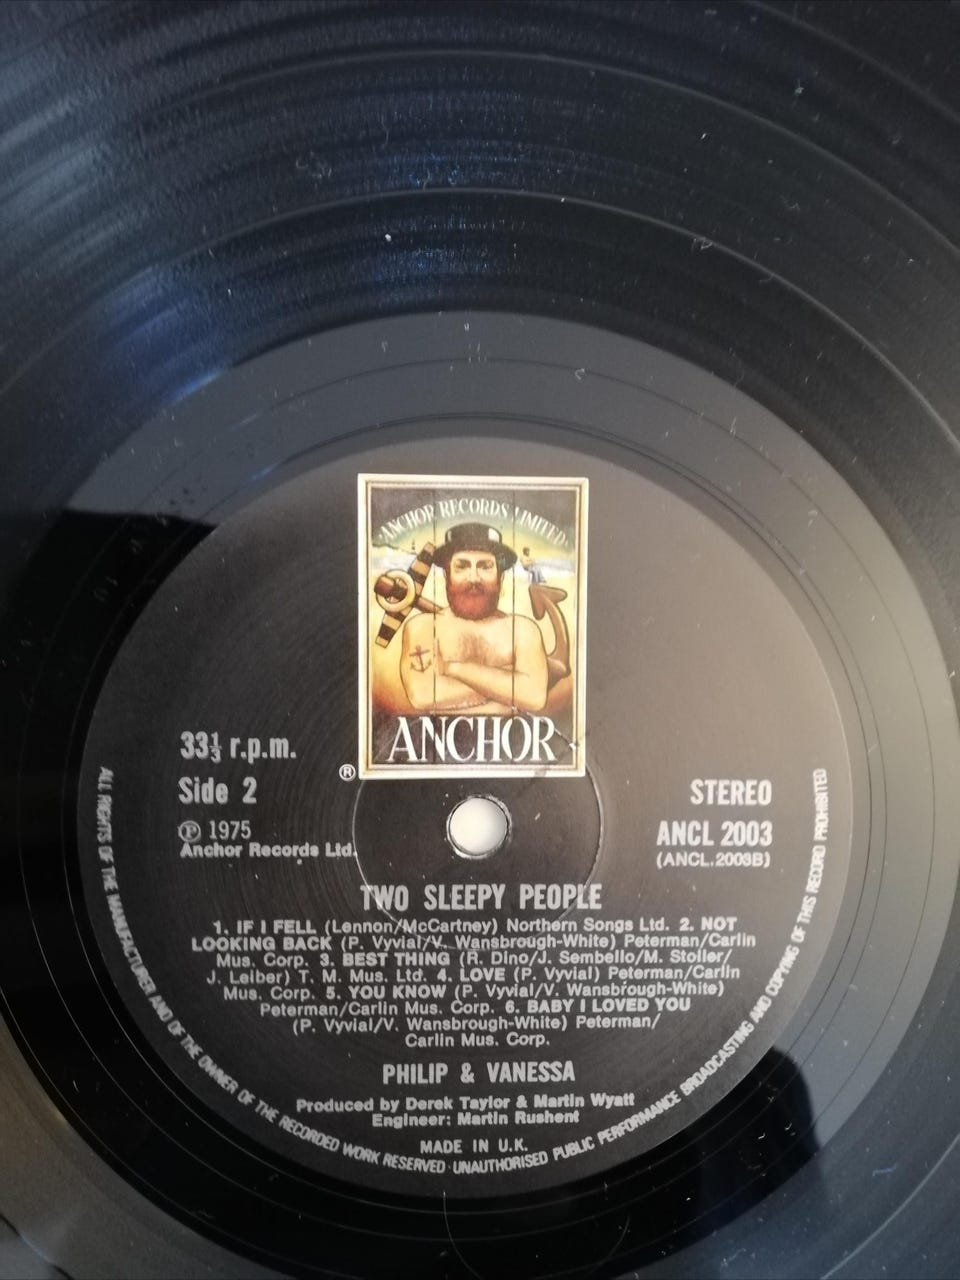 ANCHOR RECORDS LIMITED
ANCHOR
®
33⅓ r.p.m.
Side 2
℗ 1975
Anchor Records Ltd.
STEREO
ANCL 2003
(ANCL.2003B)
TWO SLEEPY PEOPLE
1. IF I FELL (Lennon/McCartney) Northern Songs Ltd. 2. NOT
LOOKING BACK (P. Vyvial/V. Wansbrough-White) Peterman/Carlin
Mus. Corp. 3. BEST THING (R. Dino/J. Sembello/M. Stoller/
J. Leiber) T. M. Mus. Ltd. 4. LOVE (P. Vyvial) Peterman/Carlin
Mus. Corp. 5. YOU KNOW (P. Vyvial/V. Wansbrough-White)
Peterman/Carlin Mus. Corp. 6. BABY I LOVED YOU
(P. Vyvial/V. Wansbrough-White) Peterman/
Carlin Mus. Corp.
PHILIP & VANESSA
Produced by Derek Taylor & Martin Wyatt
Engineer: Martin Rushent
MADE IN U.K.
ALL RIGHTS OF THE MANUFACTURER AND OF THE OWNER OF THE RECORDED WORK RESERVED · UNAUTHORISED PUBLIC PERFORMANCE BROADCASTING AND COPYING OF THIS RECORD PROHIBITED